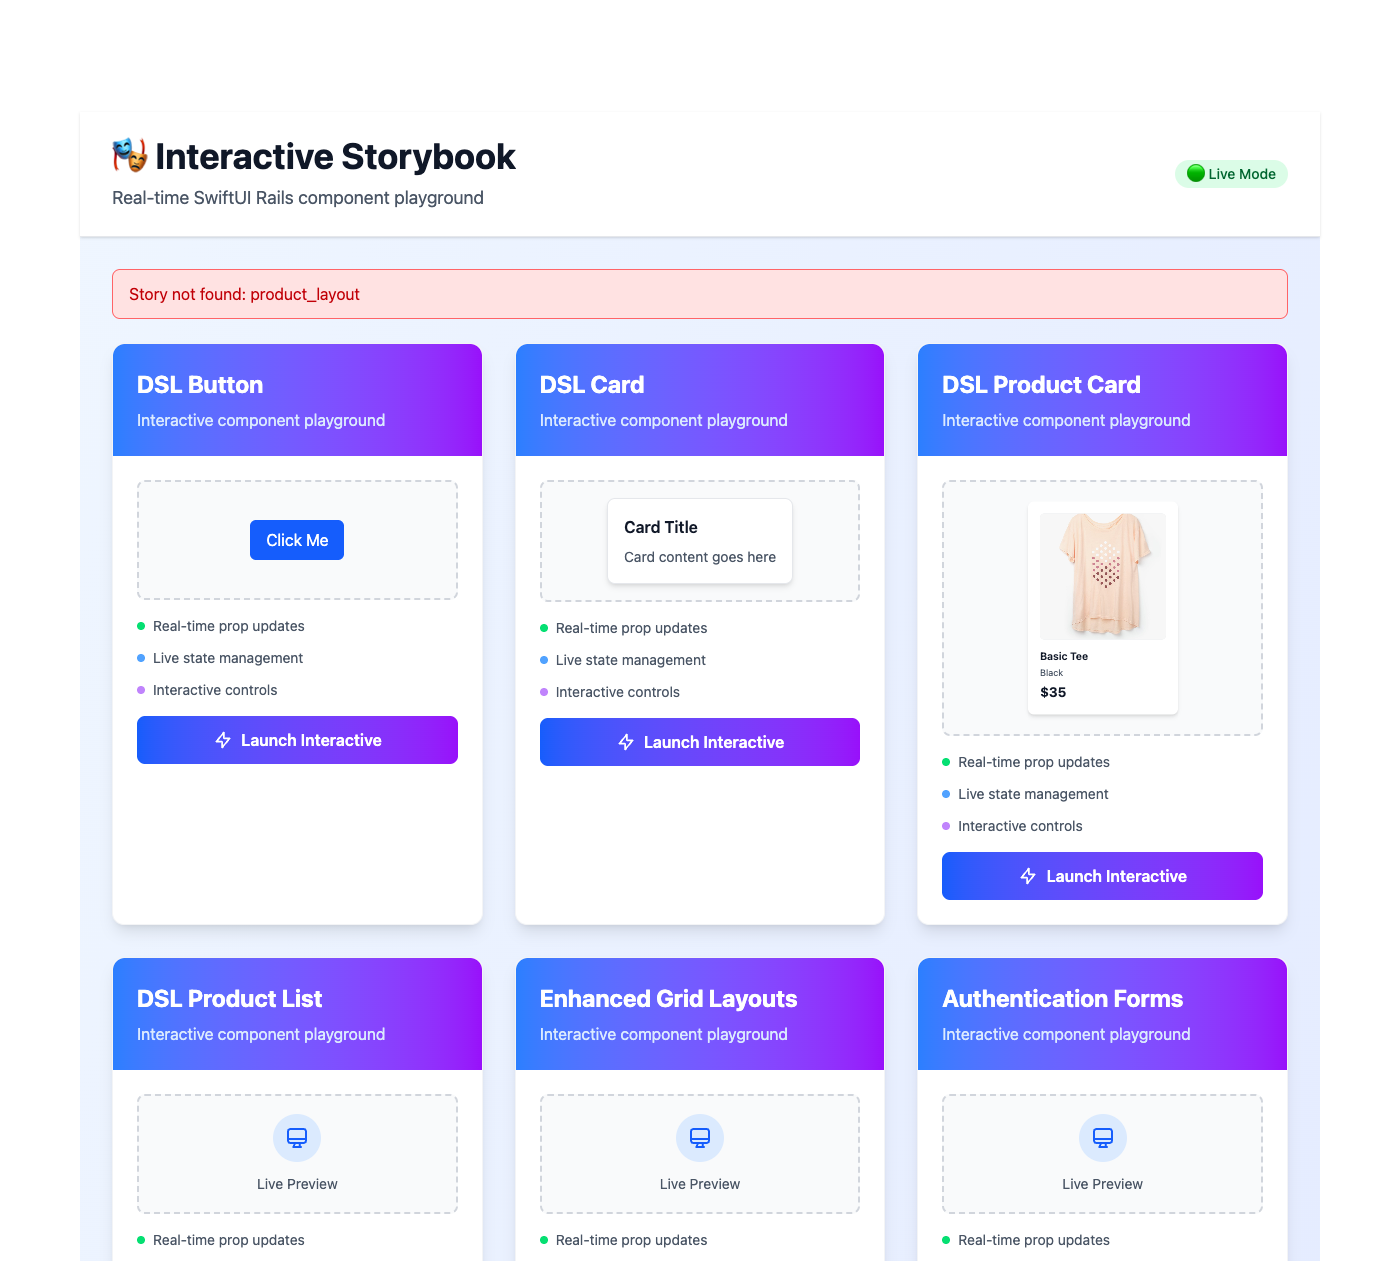 Interactive Storybook
Real-time SwiftUI Rails component playground
Live Mode
Story not found: product_layout
DSL Button
Interactive component playground
Click Me
Real-time prop updates
Live state management
Interactive controls
Launch Interactive
DSL Card
Interactive component playground
Card Title
Card content goes here
Real-time prop updates
Live state management
Interactive controls
Launch Interactive
DSL Product Card
Interactive component playground
Basic Tee
Black
$35
Real-time prop updates
Live state management
Interactive controls
Launch Interactive
DSL Product List
Interactive component playground
Live Preview
Real-time prop updates
Enhanced Grid Layouts
Interactive component playground
Live Preview
Real-time prop updates
Authentication Forms
Interactive component playground
Live Preview
Real-time prop updates